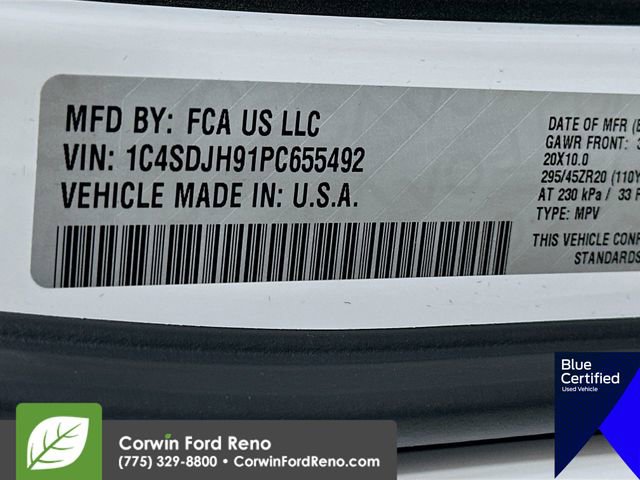 MFD BY: FCA US LLC
VIN: 1C4SDJH91PC655492
VEHICLE MADE IN: U.S.A.
DATE OF MFR (
GAWR FRONT:
20X10.0
295/45ZR20 (110Y
AT 230 kPa / 33
TYPE: MPV
THIS VEHICLE
STANDARDS
Blue
Certified
Used Vehicle
Corwin Ford Reno
(775) 329-8800 • CorwinFordReno.com